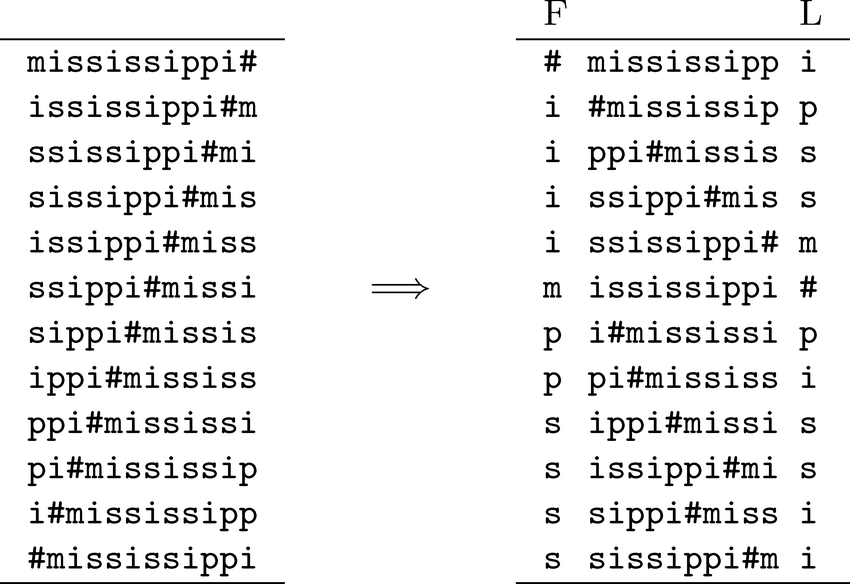 F L
mississippi# # mississipp i
ississippi#m i #mississip p
ssissippi#mi i ppi#missis s
sissippi#mis i ssippi#mis s
issippi#miss i ssissippi# m
ssippi#missi ⟹ m ississippi #
sippi#missis p i#mississi p
ippi#mississ p pi#mississ i
ppi#mississi s ippi#missi s
pi#mississip s issippi#mi s
i#mississipp s sippi#miss i
#mississippi s sissippi#m i